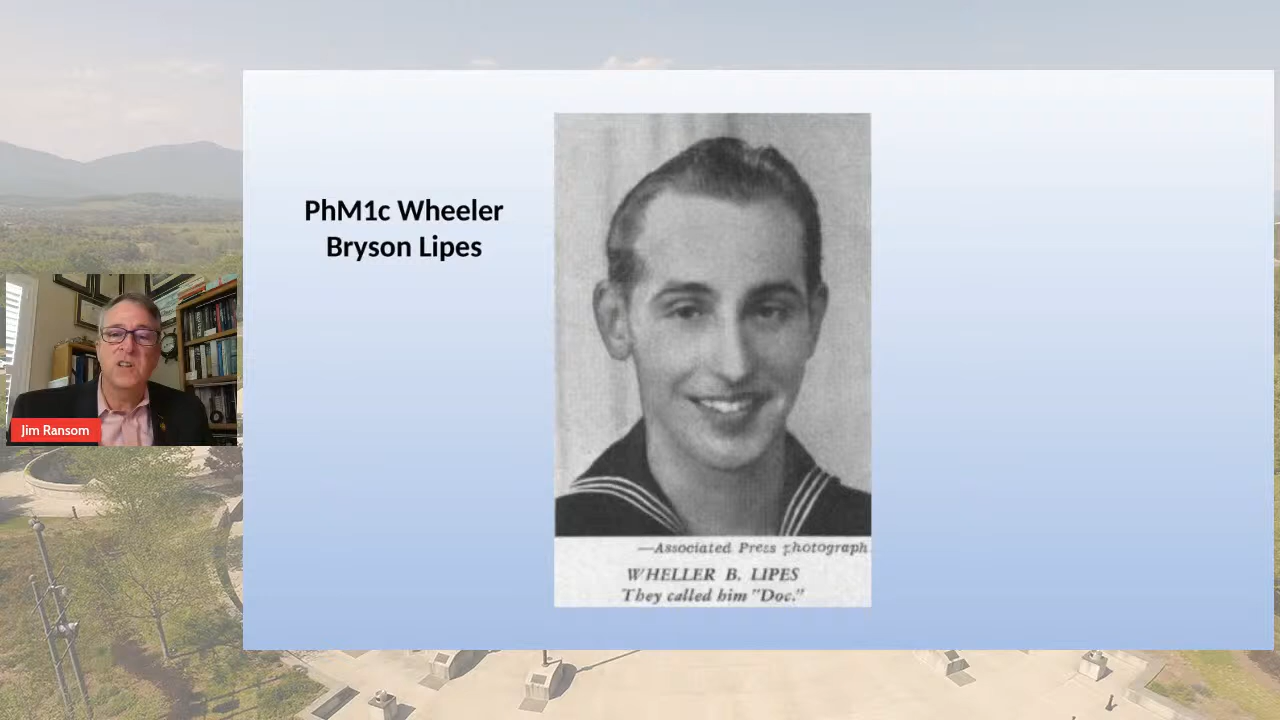 PhM1c Wheeler
Bryson Lipes
Jim Ransom
—Associated Press photograph
WHELLER B. LIPES
They called him "Doc."